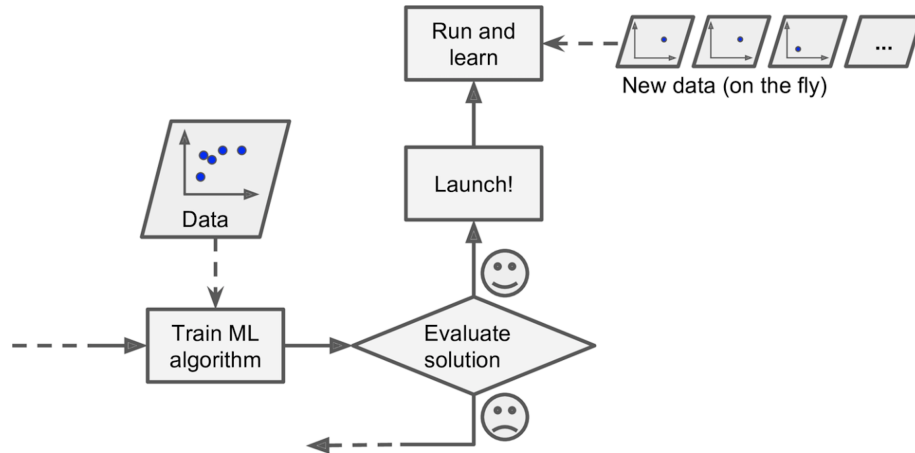 Run and
learn
...
New data (on the fly)
Launch!
Data
Train ML
algorithm
Evaluate
solution